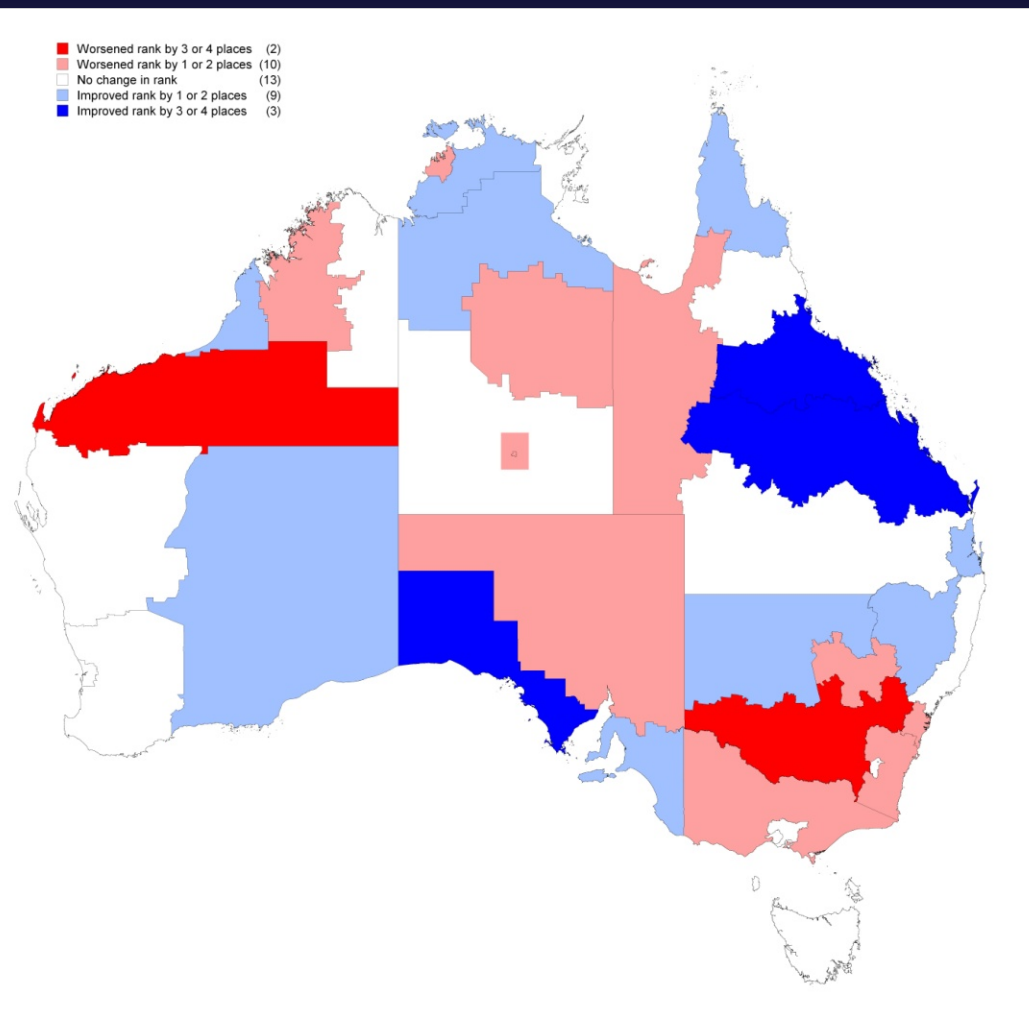 Worsened rank by 3 or 4 places (2)
Worsened rank by 1 or 2 places (10)
No change in rank (13)
Improved rank by 1 or 2 places (9)
Improved rank by 3 or 4 places (3)